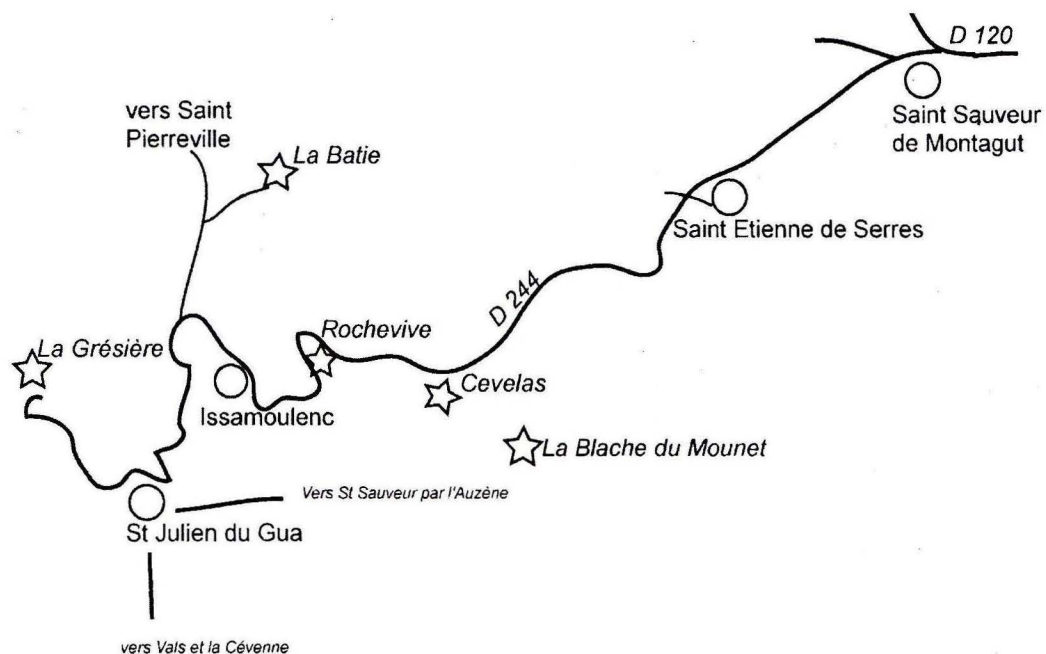 D 120
Saint Sauveur
de Montagut
vers Saint
Pierreville
La Batie
Saint Etienne de Serres
D 244
Rochevive
La Grésière
Cevelas
Issamoulenc
La Blache du Mounet
Vers St Sauveur par l'Auzène
St Julien du Gua
vers Vals et la Cévenne